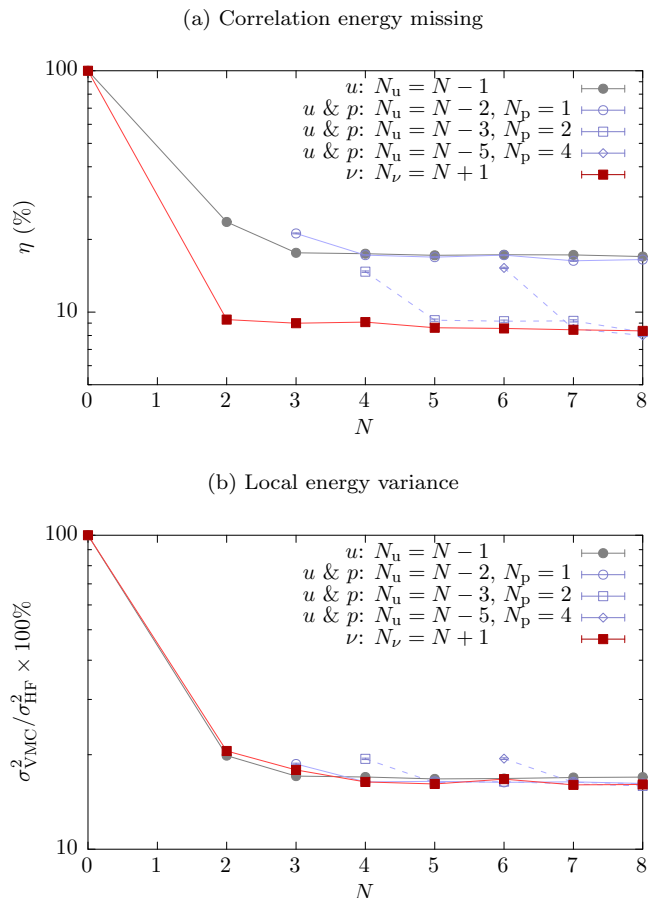 (a) Correlation energy missing
100
10
η (%)
u: N_u = N − 1
u & p: N_u = N − 2, N_p = 1
u & p: N_u = N − 3, N_p = 2
u & p: N_u = N − 5, N_p = 4
ν: N_ν = N + 1
0 1 2 3 4 5 6 7 8
N
(b) Local energy variance
100
10
σ²_VMC/σ²_HF × 100%
u: N_u = N − 1
u & p: N_u = N − 2, N_p = 1
u & p: N_u = N − 3, N_p = 2
u & p: N_u = N − 5, N_p = 4
ν: N_ν = N + 1
0 1 2 3 4 5 6 7 8
N